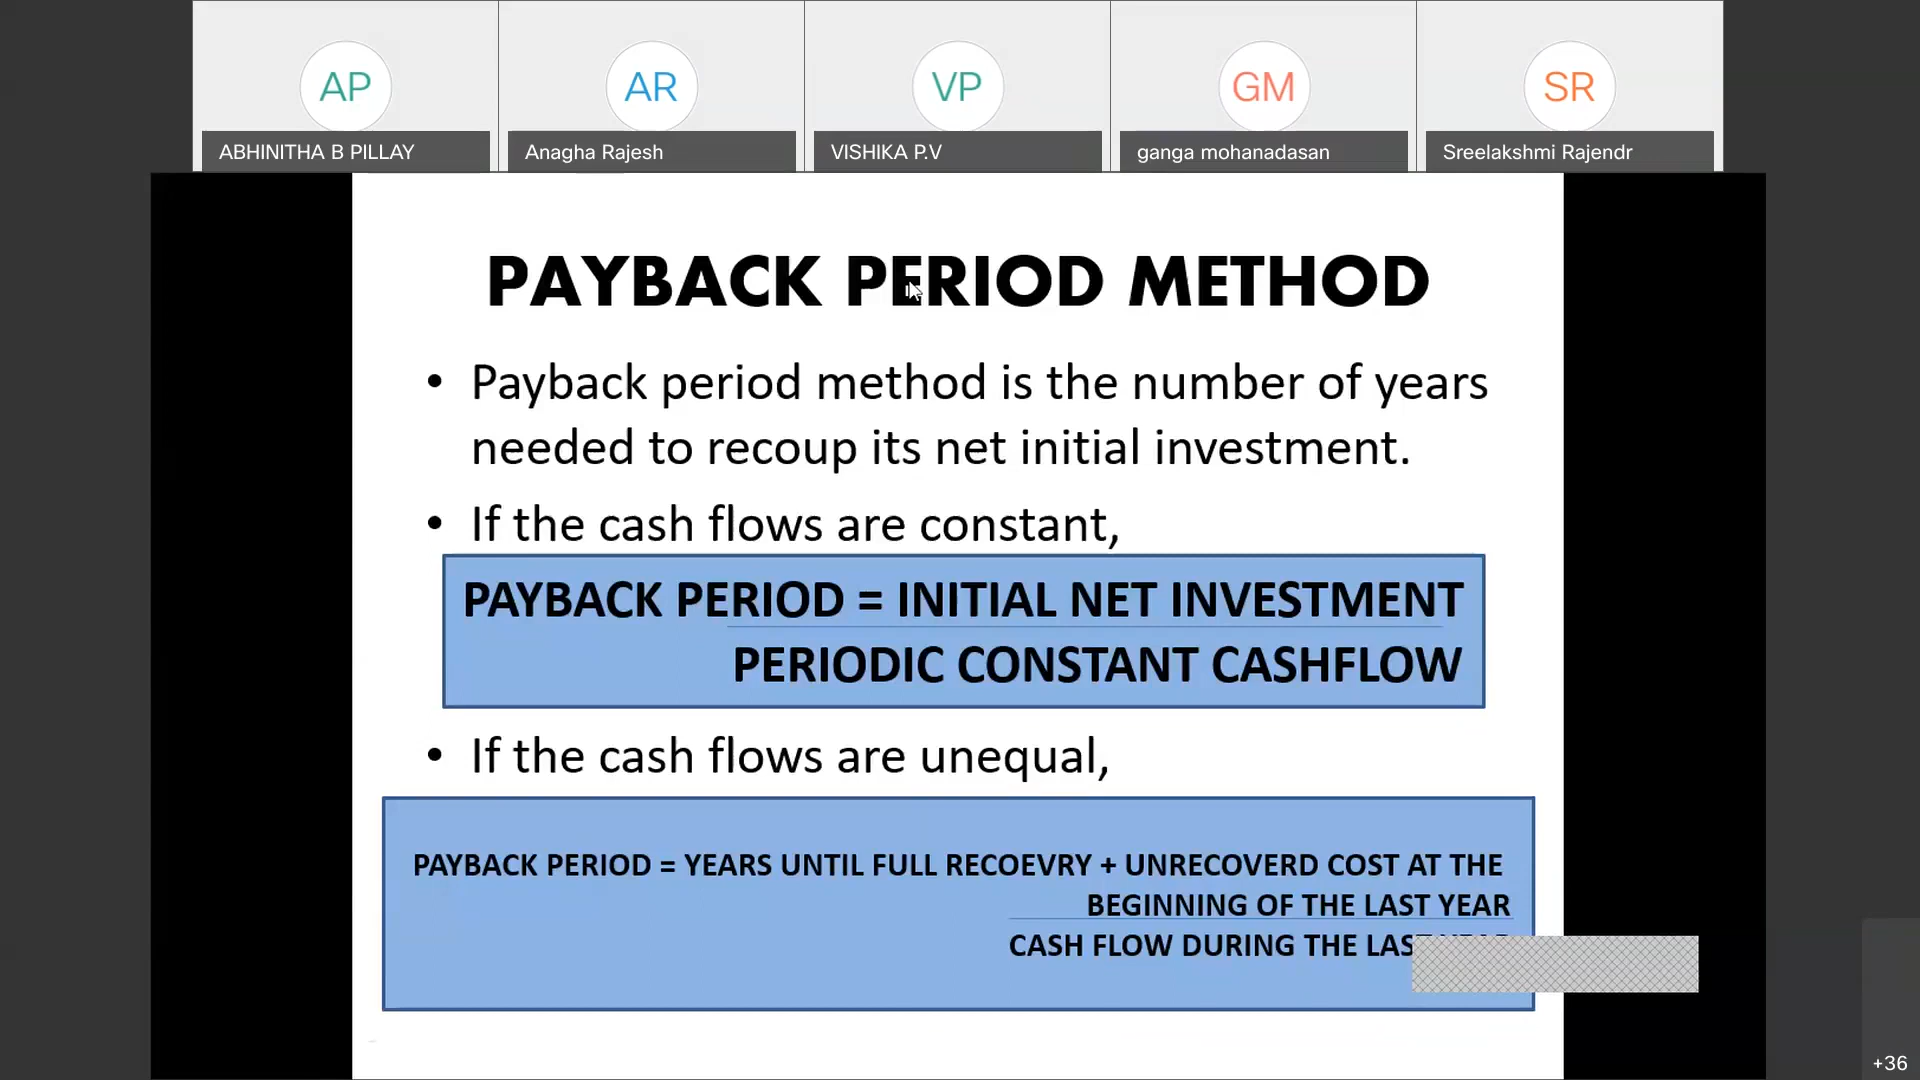 AP
AR
VP
GM
SR
ABHINITHA B PILLAY
Anagha Rajesh
VISHIKA P.V
ganga mohanadasan
Sreelakshmi Rajendr
PAYBACK PERIOD METHOD
• Payback period method is the number of years
needed to recoup its net initial investment.
• If the cash flows are constant,
PAYBACK PERIOD = INITIAL NET INVESTMENT
PERIODIC CONSTANT CASHFLOW
• If the cash flows are unequal,
PAYBACK PERIOD = YEARS UNTIL FULL RECOEVRY + UNRECOVERD COST AT THE
BEGINNING OF THE LAST YEAR
CASH FLOW DURING THE LAST YEAR
+36